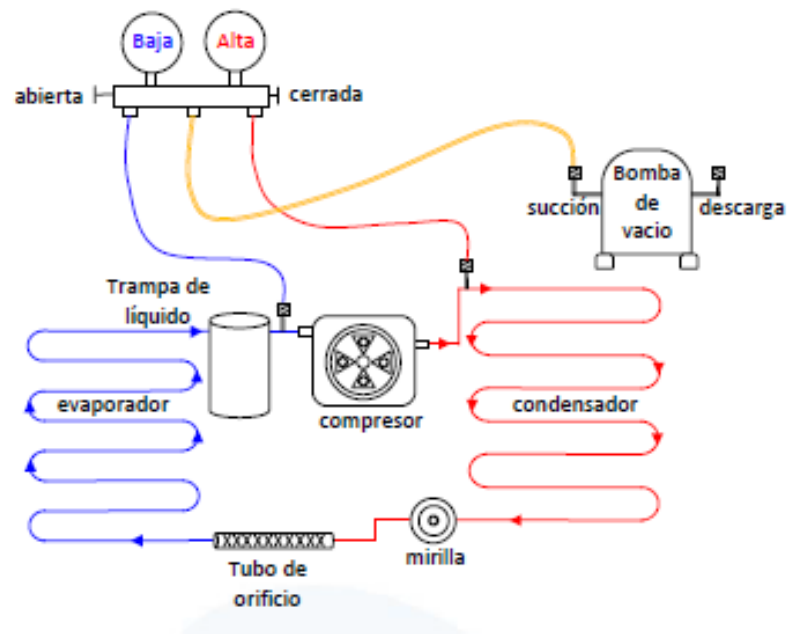 Baja
Alta
abierta
cerrada
Bomba
de
vacio
succión
descarga
Trampa de
líquido
evaporador
compresor
condensador
mirilla
Tubo de
orificio